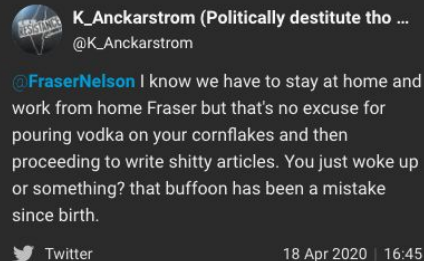 RESISTANCE
K_Anckarstrom (Politically destitute tho ...
@K_Anckarstrom
@FraserNelson I know we have to stay at home and
work from home Fraser but that's no excuse for
pouring vodka on your cornflakes and then
proceeding to write shitty articles. You just woke up
or something? that buffoon has been a mistake
since birth.
Twitter
18 Apr 2020 | 16:45